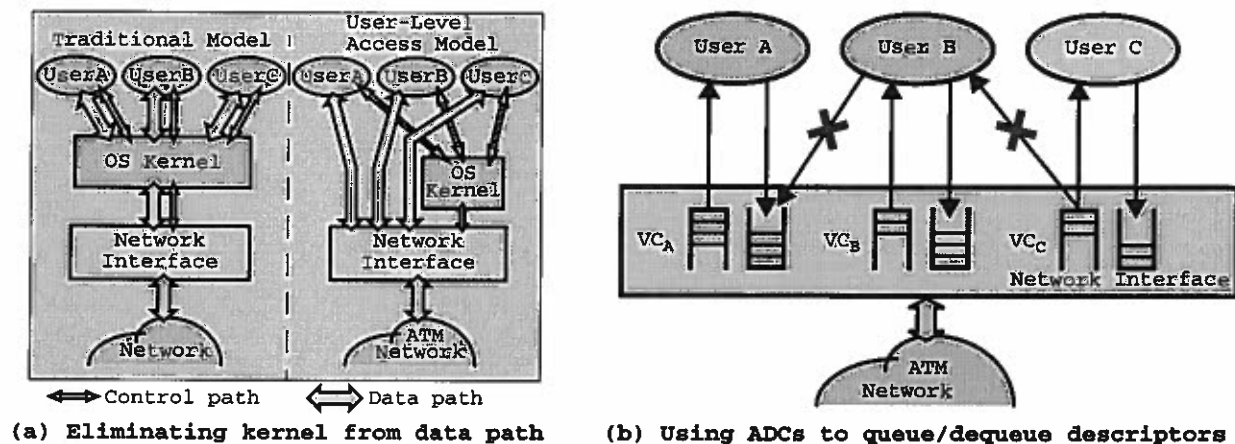 Traditional Model
User-Level
Access Model
UserA UserB UserC
UserA UserB UserC
OS Kernel
OS
Kernel
Network
Interface
Network
Interface
Network
ATM
Network
Control path
Data path
(a) Eliminating kernel from data path
User A
User B
User C
VCA
VCB
VCC
Network Interface
ATM
Network
(b) Using ADCs to queue/dequeue descriptors